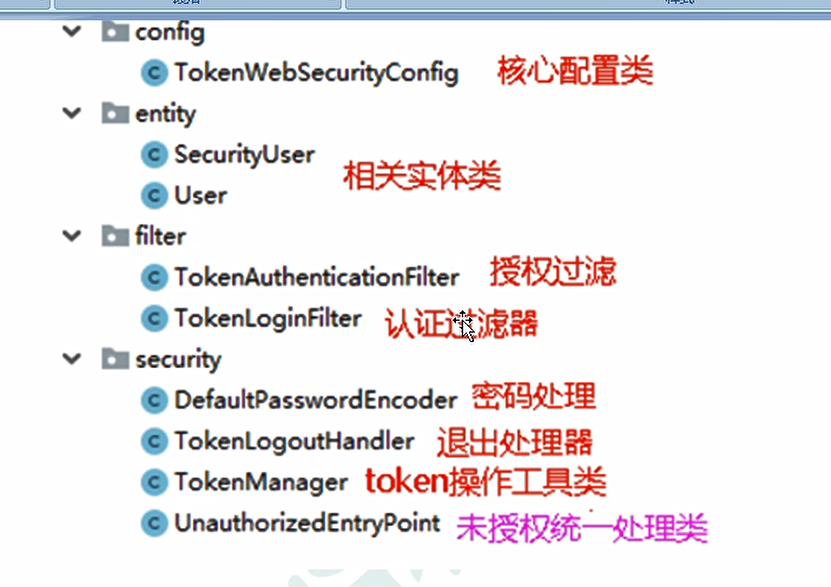 config
TokenWebSecurityConfig 核心配置类
entity
SecurityUser
相关实体类
User
filter
TokenAuthenticationFilter 授权过滤
TokenLoginFilter 认证过滤器
security
DefaultPasswordEncoder 密码处理
TokenLogoutHandler 退出处理器
TokenManager token操作工具类
UnauthorizedEntryPoint 未授权统一处理类